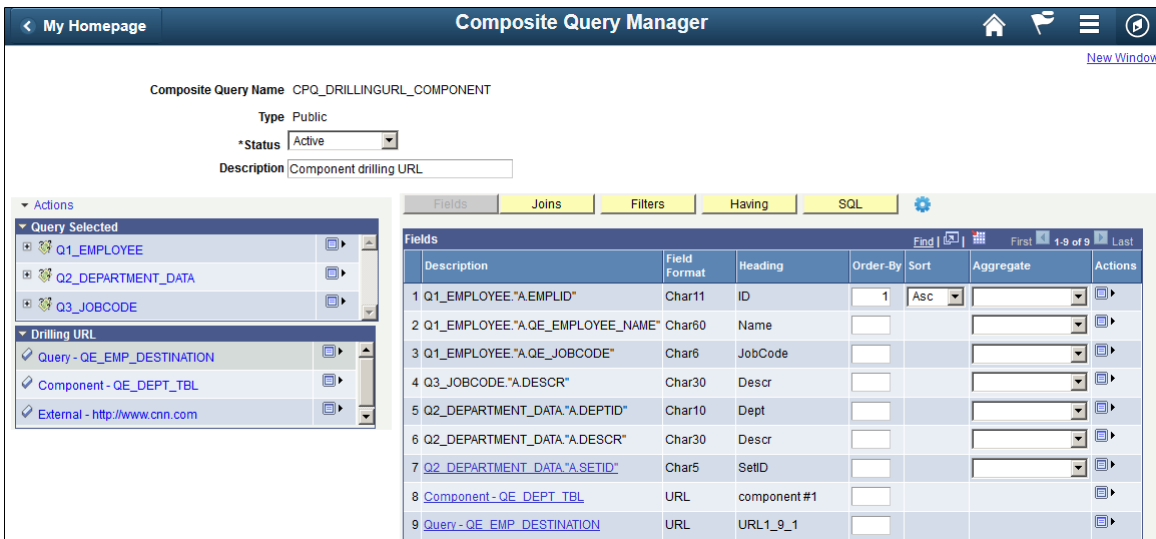 My Homepage
Composite Query Manager
New Window
Composite Query Name CPQ_DRILLINGURL_COMPONENT
Type Public
*Status Active
Description Component drilling URL
Actions
Query Selected
Q1_EMPLOYEE
Q2_DEPARTMENT_DATA
Q3_JOBCODE
Drilling URL
Query - QE_EMP_DESTINATION
Component - QE_DEPT_TBL
External - http://www.cnn.com
Fields Joins Filters Having SQL
Fields Find | | First 1-9 of 9 Last
Description Field Format Heading Order-By Sort Aggregate Actions
1 Q1_EMPLOYEE."A.EMPLID" Char11 ID 1 Asc
2 Q1_EMPLOYEE."A.QE_EMPLOYEE_NAME" Char60 Name
3 Q1_EMPLOYEE."A.QE_JOBCODE" Char6 JobCode
4 Q3_JOBCODE."A.DESCR" Char30 Descr
5 Q2_DEPARTMENT_DATA."A.DEPTID" Char10 Dept
6 Q2_DEPARTMENT_DATA."A.DESCR" Char30 Descr
7 Q2_DEPARTMENT_DATA."A.SETID" Char5 SetID
8 Component - QE_DEPT_TBL URL component #1
9 Query - QE_EMP_DESTINATION URL URL1_9_1